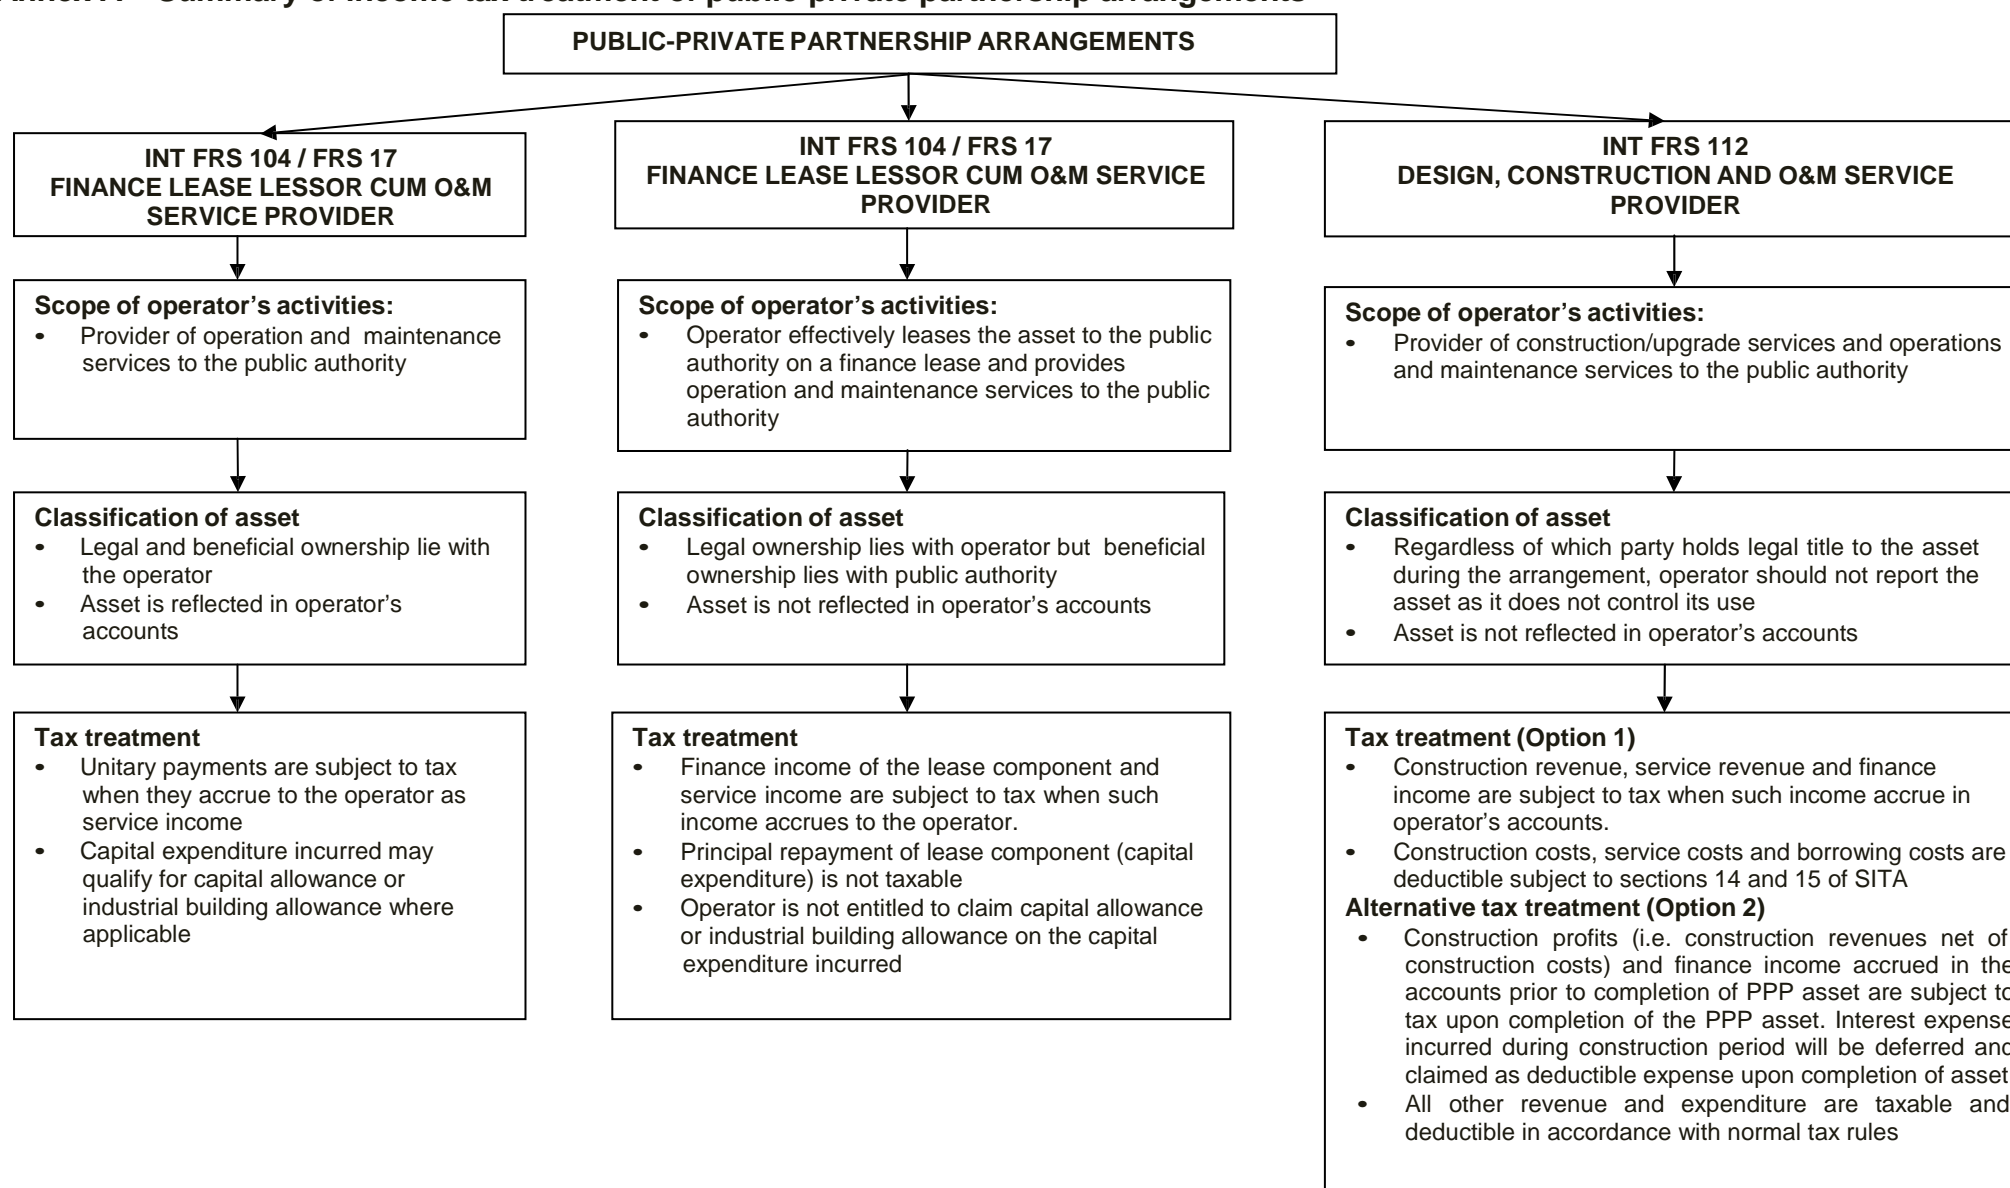 Annex A – Summary of income tax treatment of public-private partnership arrangements
PUBLIC-PRIVATE PARTNERSHIP ARRANGEMENTS
INT FRS 104 / FRS 17
FINANCE LEASE LESSOR CUM O&M
SERVICE PROVIDER
Scope of operator’s activities:
• Provider of operation and maintenance
services to the public authority
Classification of asset
• Legal and beneficial ownership lie with
the operator
• Asset is reflected in operator’s
accounts
Tax treatment
• Unitary payments are subject to tax
when they accrue to the operator as
service income
• Capital expenditure incurred may
qualify for capital allowance or
industrial building allowance where
applicable
INT FRS 104 / FRS 17
FINANCE LEASE LESSOR CUM O&M SERVICE
PROVIDER
Scope of operator’s activities:
• Operator effectively leases the asset to the public
authority on a finance lease and provides
operation and maintenance services to the public
authority
Classification of asset
• Legal ownership lies with operator but beneficial
ownership lies with public authority
• Asset is not reflected in operator’s accounts
Tax treatment
• Finance income of the lease component and
service income are subject to tax when such
income accrues to the operator.
• Principal repayment of lease component (capital
expenditure) is not taxable
• Operator is not entitled to claim capital allowance
or industrial building allowance on the capital
expenditure incurred
INT FRS 112
DESIGN, CONSTRUCTION AND O&M SERVICE
PROVIDER
Scope of operator’s activities:
• Provider of construction/upgrade services and operations
and maintenance services to the public authority
Classification of asset
• Regardless of which party holds legal title to the asset
during the arrangement, operator should not report the
asset as it does not control its use
• Asset is not reflected in operator’s accounts
Tax treatment (Option 1)
• Construction revenue, service revenue and finance
income are subject to tax when such income accrue in
operator’s accounts.
• Construction costs, service costs and borrowing costs are
deductible subject to sections 14 and 15 of SITA
Alternative tax treatment (Option 2)
• Construction profits (i.e. construction revenues net of
construction costs) and finance income accrued in the
accounts prior to completion of PPP asset are subject to
tax upon completion of the PPP asset. Interest expense
incurred during construction period will be deferred and
claimed as deductible expense upon completion of asset
• All other revenue and expenditure are taxable and
deductible in accordance with normal tax rules